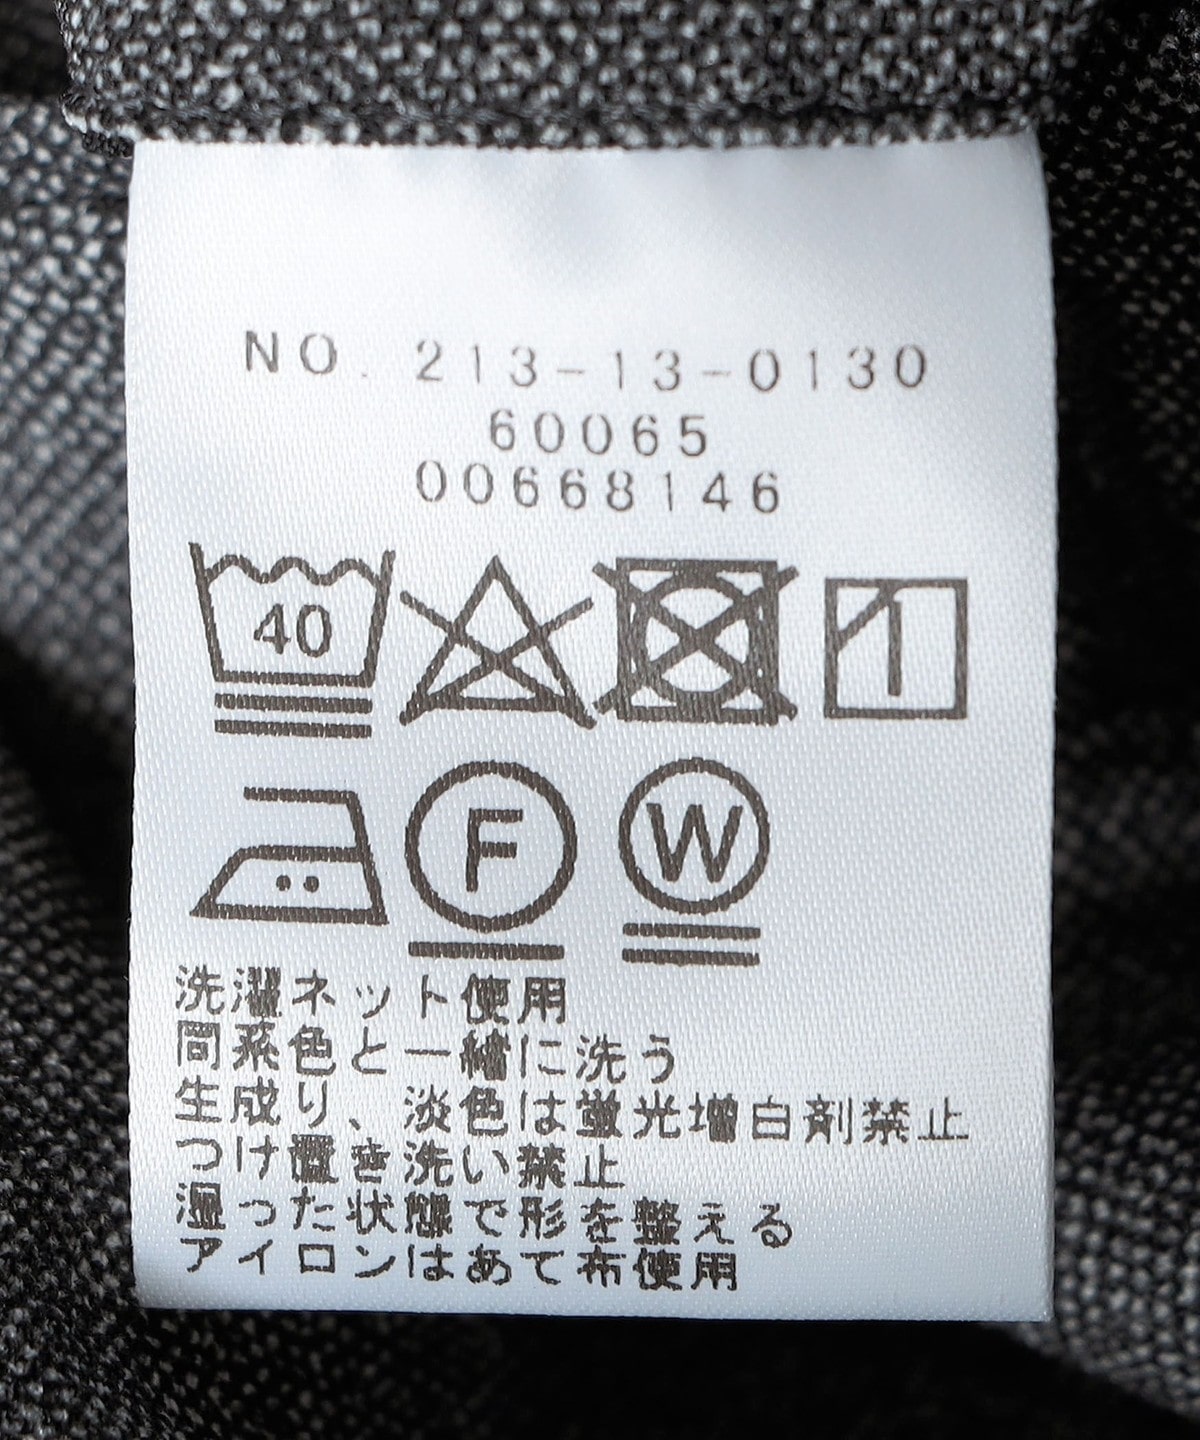 NO. 213-13-0130
60065
00668146
40
F W
洗濯ネット使用
同系色と一緒に洗う
生成り、淡色は蛍光増白剤禁止
つけ置き洗い禁止
湿った状態で形を整える
アイロンはあて布使用